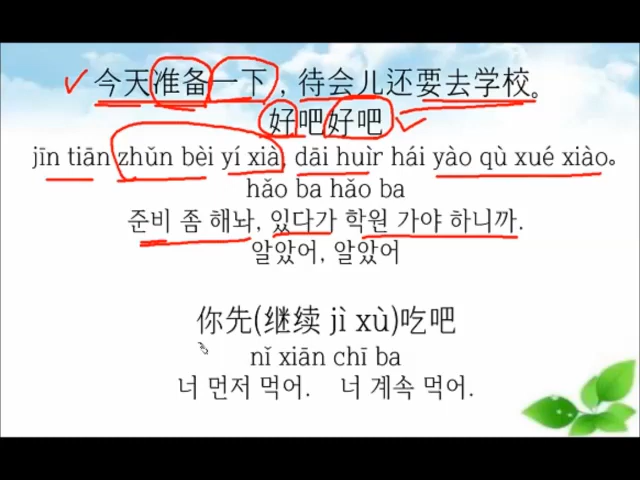 今天准备一下，待会儿还要去学校。
好吧好吧
jīn tiān zhǔn bèi yí xià, dāi huìr hái yào qù xué xiào。
hǎo ba hǎo ba
준비 좀 해놔, 있다가 학원 가야 하니까.
알았어, 알았어
你先(继续 jì xù)吃吧
nǐ xiān chī ba
너 먼저 먹어. 너 계속 먹어.